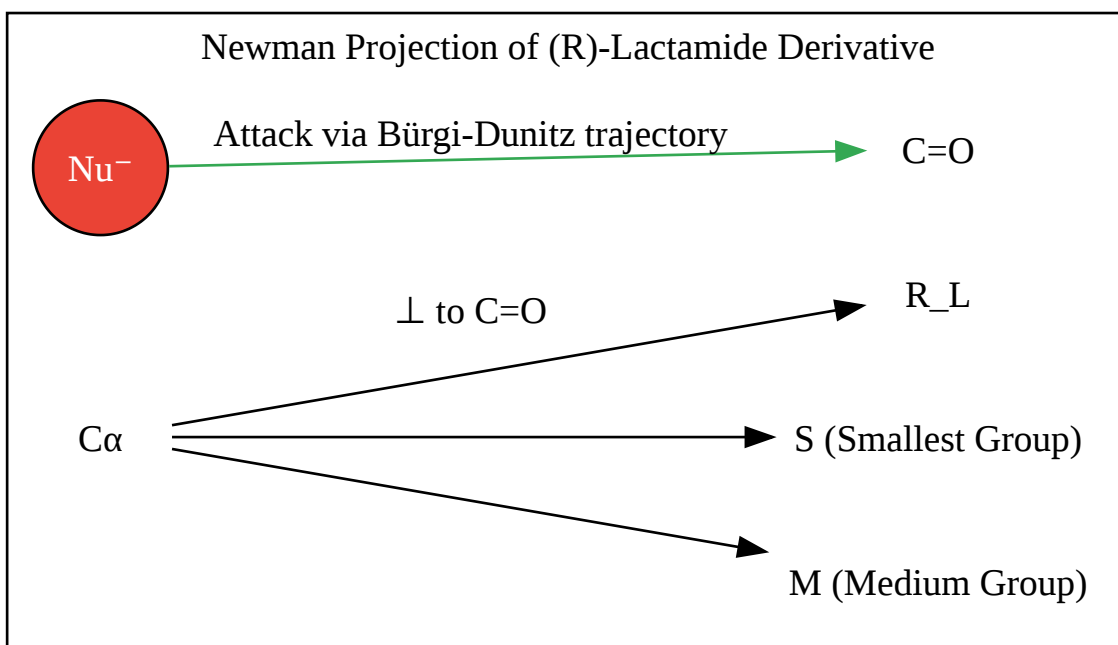 Newman Projection of (R)-Lactamide Derivative
Attack via Bürgi-Dunitz trajectory
Nu⁻
C=O
R_L
⊥ to C=O
Cα
S (Smallest Group)
M (Medium Group)